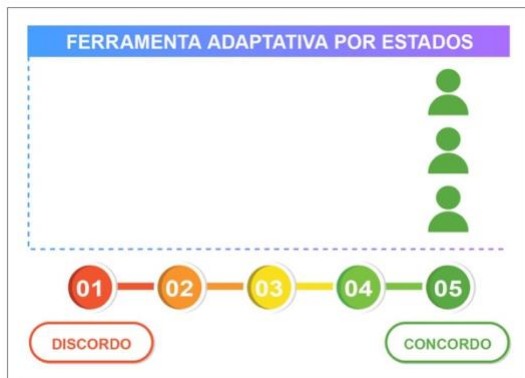 FERRAMENTA ADAPTATIVA POR ESTADOS
01 02 03 04 05
DISCORDO CONCORDO